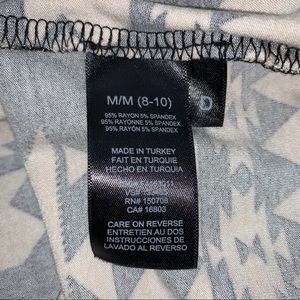 M/M (8-10)
D
95% RAYON 5% SPANDEX
95% RAYONNE 5% SPANDEX
95% RAYÓN 5% SPANDEX
MADE IN TURKEY
FAIT EN TURQUIE
HECHO EN TURQUIA
RN# 150708
CA# 16803
CARE ON REVERSE
ENTRETIEN AU DOS
INSTRUCCIONES DE
LAVADO AL REVERSO